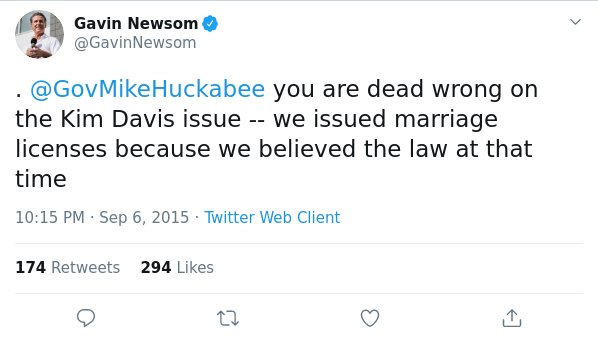 Gavin Newsom
@GavinNewsom
. @GovMikeHuckabee you are dead wrong on
the Kim Davis issue -- we issued marriage
licenses because we believed the law at that
time
10:15 PM · Sep 6, 2015 · Twitter Web Client
174 Retweets 294 Likes